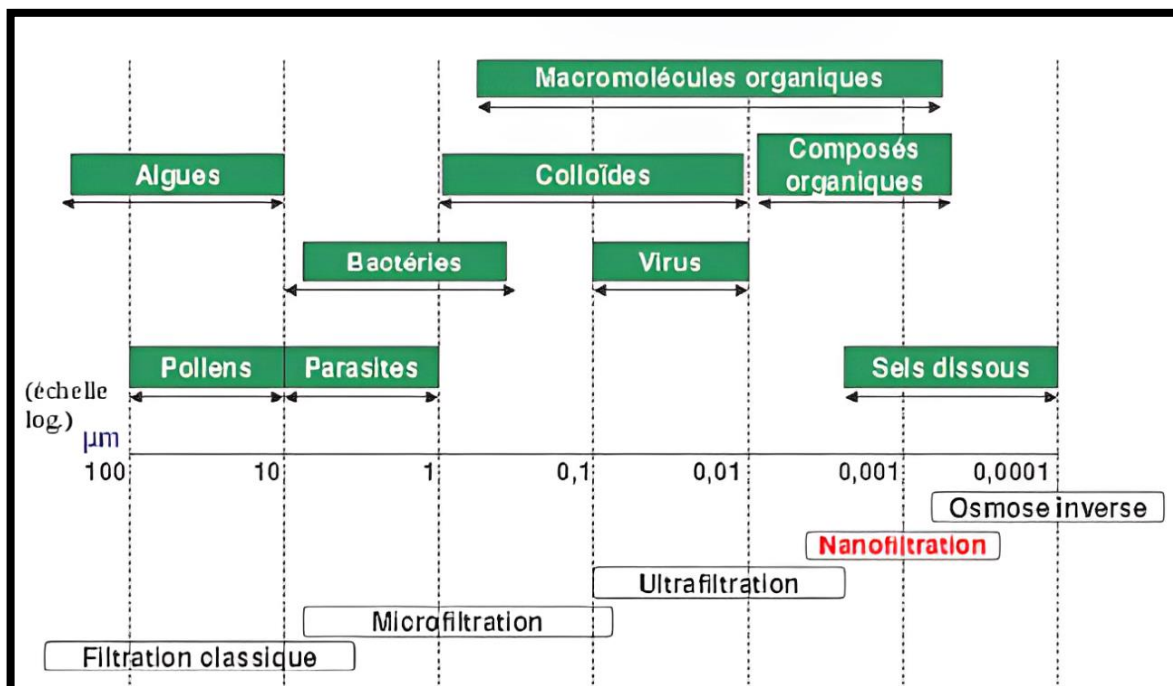 Macromolécules organiques
Algues
Colloïdes
Composés
organiques
Bactéries
Virus
Pollens
Parasites
Sels dissous
(échelle
log.)
µm
100
10
1
0,1
0,01
0,001
0,0001
Osmose inverse
Nanofiltration
Ultrafiltration
Microfiltration
Filtration classique